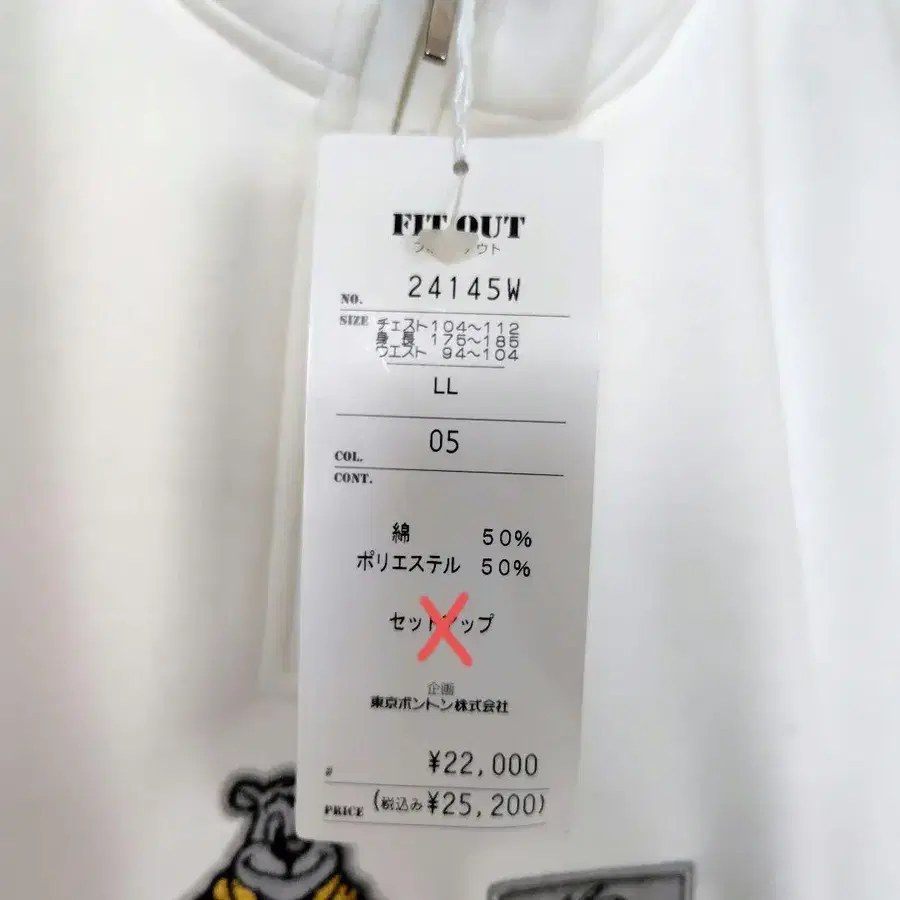 FIT OUT
NO. 24145W
SIZE チェスト104〜112
身長 175〜185
ウエスト 94〜104
LL
COL. 05
CONT.
綿 50%
ポリエステル 50%
セットアップ
企画
東京ボントン株式会社
# ¥22,000
PRICE (税込み¥25,200)